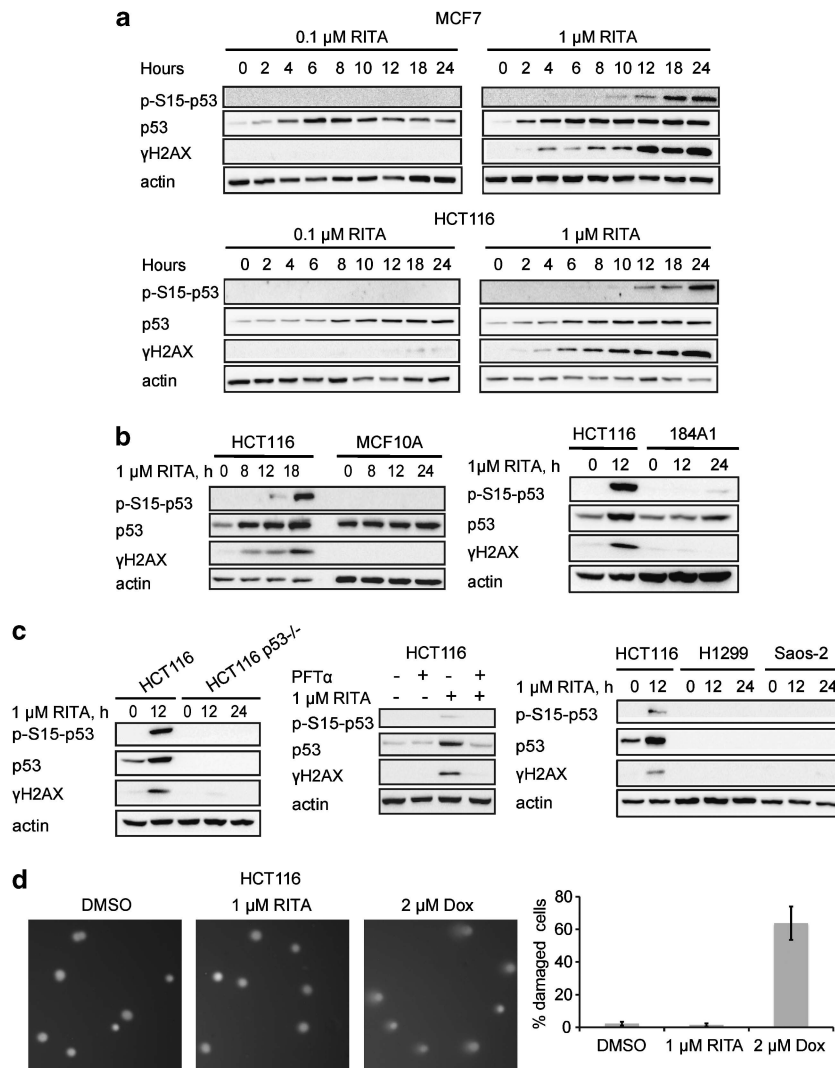 a
MCF7
0.1 µM RITA 1 µM RITA
Hours 0 2 4 6 8 10 12 18 24 0 2 4 6 8 10 12 18 24
p-S15-p53
p53
γH2AX
actin
HCT116
0.1 µM RITA 1 µM RITA
Hours 0 2 4 6 8 10 12 18 24 0 2 4 6 8 10 12 18 24
p-S15-p53
p53
γH2AX
actin
b
HCT116 MCF10A
1 µM RITA, h 0 8 12 18 0 8 12 24
p-S15-p53
p53
γH2AX
actin
HCT116 184A1
1µM RITA, h 0 12 0 12 24
p-S15-p53
p53
γH2AX
actin
c
HCT116 HCT116 p53-/-
1 µM RITA, h 0 12 0 12 24
p-S15-p53
p53
γH2AX
actin
HCT116
PFTα - + - +
1 µM RITA - - + +
p-S15-p53
p53
γH2AX
actin
HCT116 H1299 Saos-2
1 µM RITA, h 0 12 0 12 24 0 12 24
p-S15-p53
p53
γH2AX
actin
d
HCT116
DMSO 1 µM RITA 2 µM Dox
% damaged cells
80
60
40
20
0
DMSO 1 µM RITA 2 µM Dox